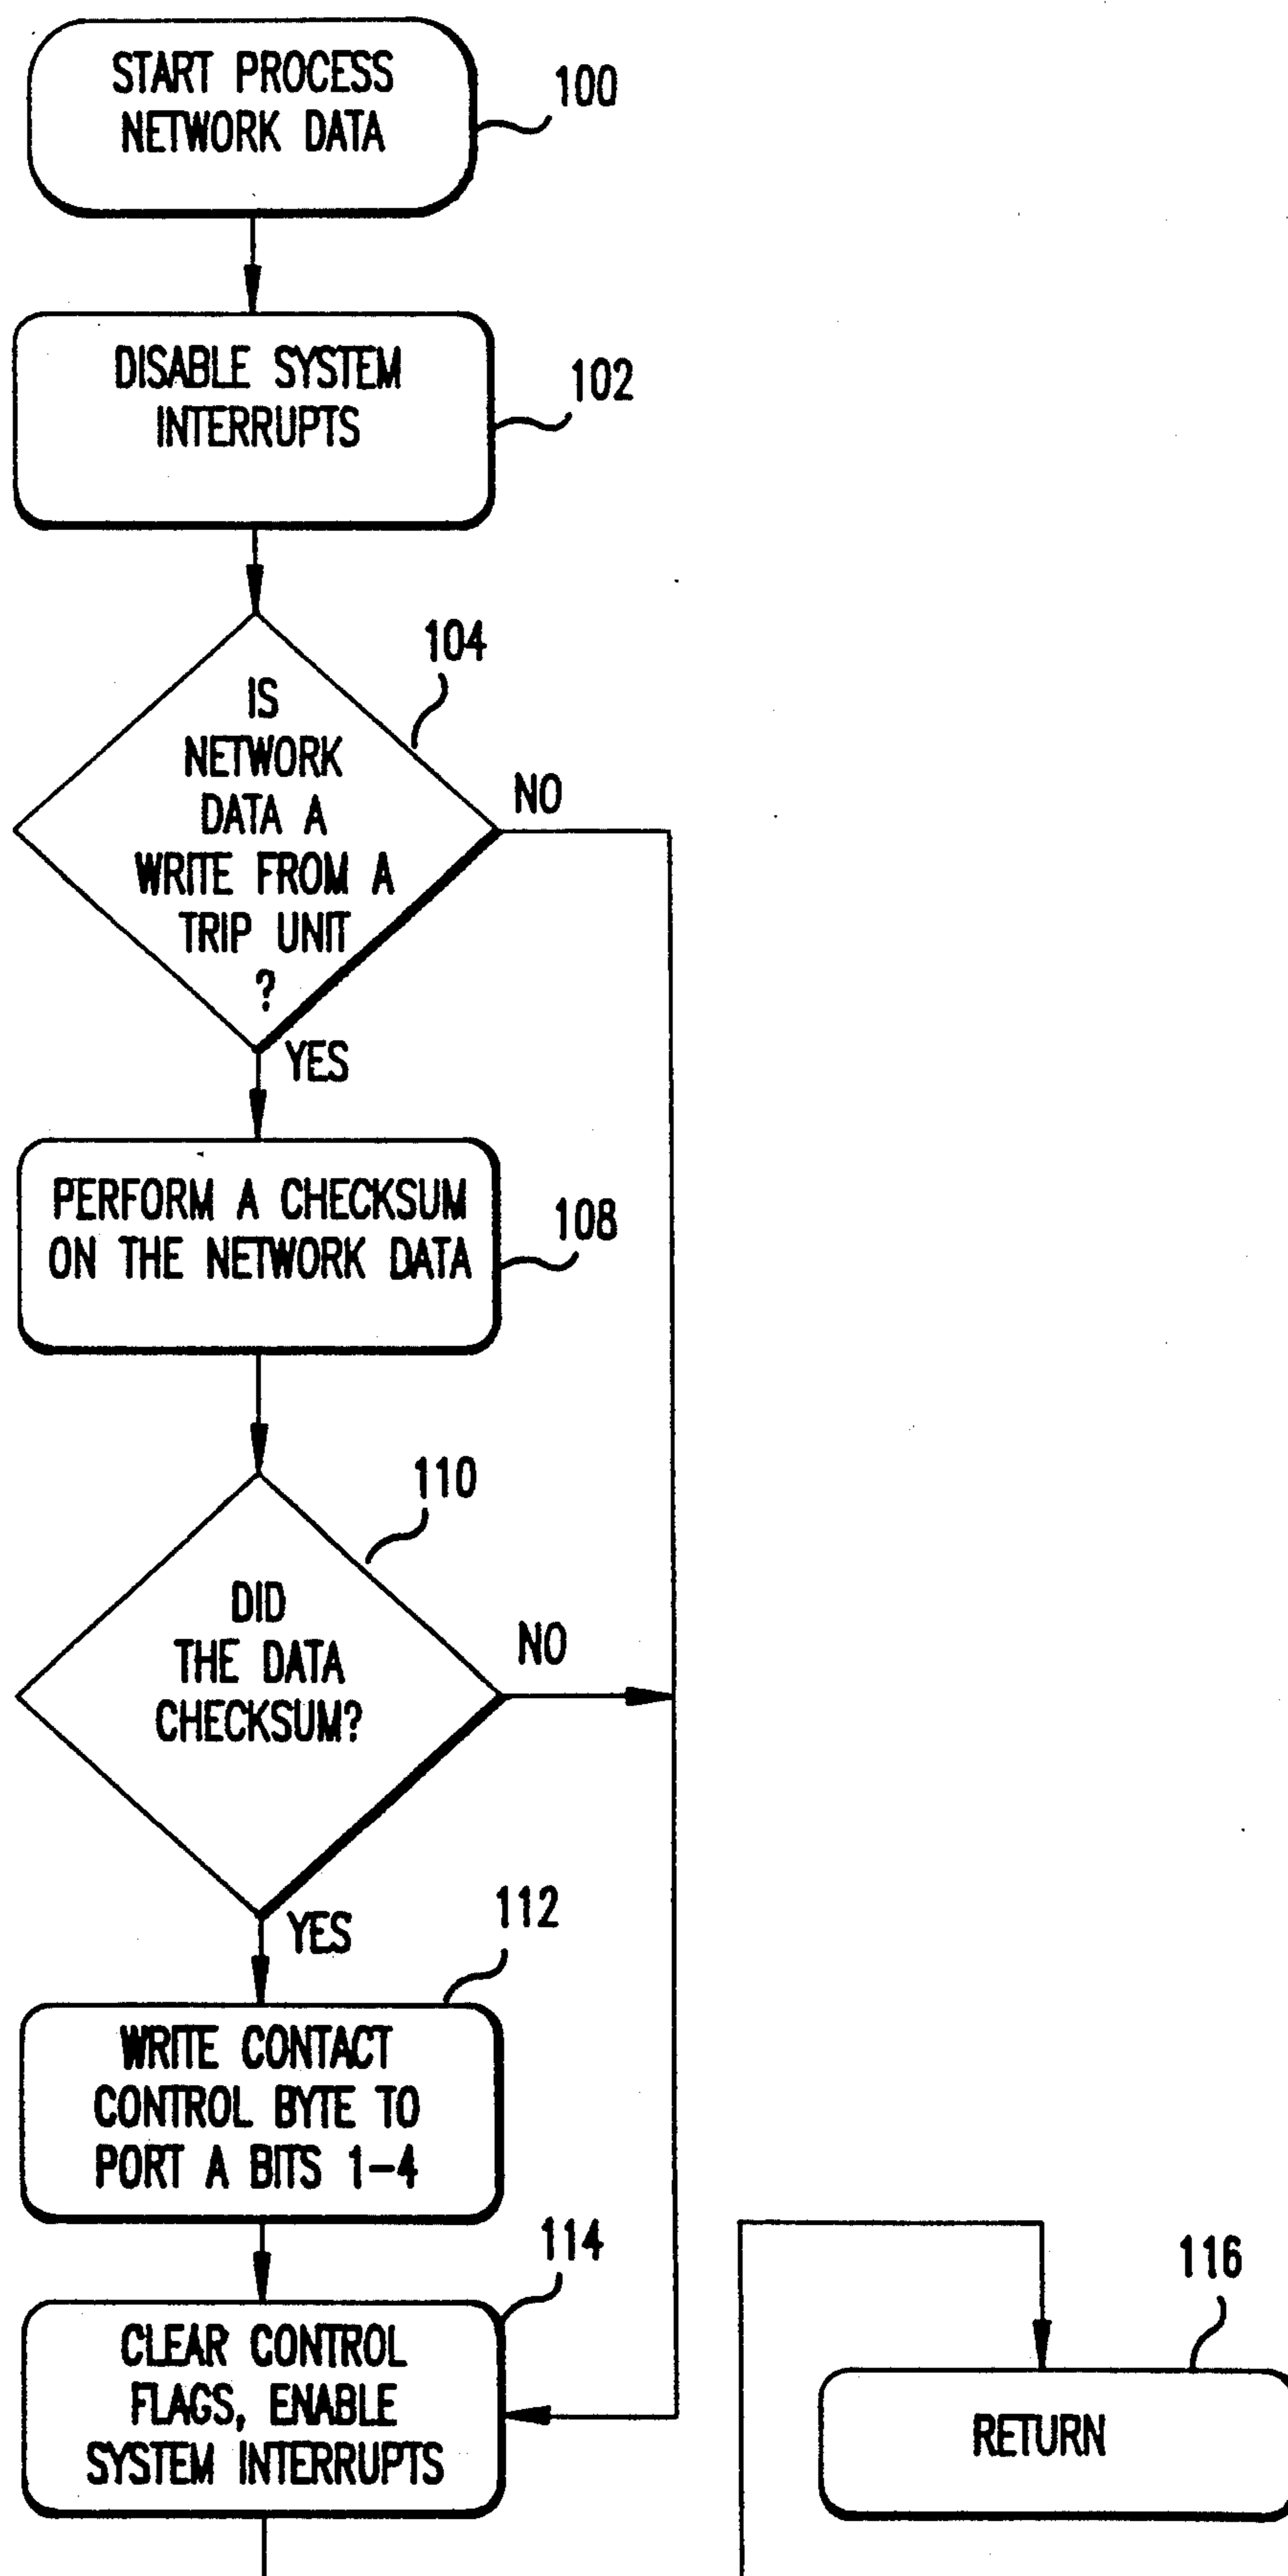 START PROCESS
NETWORK DATA
100
DISABLE SYSTEM
INTERRUPTS
102
104
IS
NETWORK
DATA A
WRITE FROM A
TRIP UNIT
?
NO
YES
PERFORM A CHECKSUM
ON THE NETWORK DATA
108
110
DID
THE DATA
CHECKSUM?
NO
YES
112
WRITE CONTACT
CONTROL BYTE TO
PORT A BITS 1-4
114
CLEAR CONTROL
FLAGS, ENABLE
SYSTEM INTERRUPTS
116
RETURN